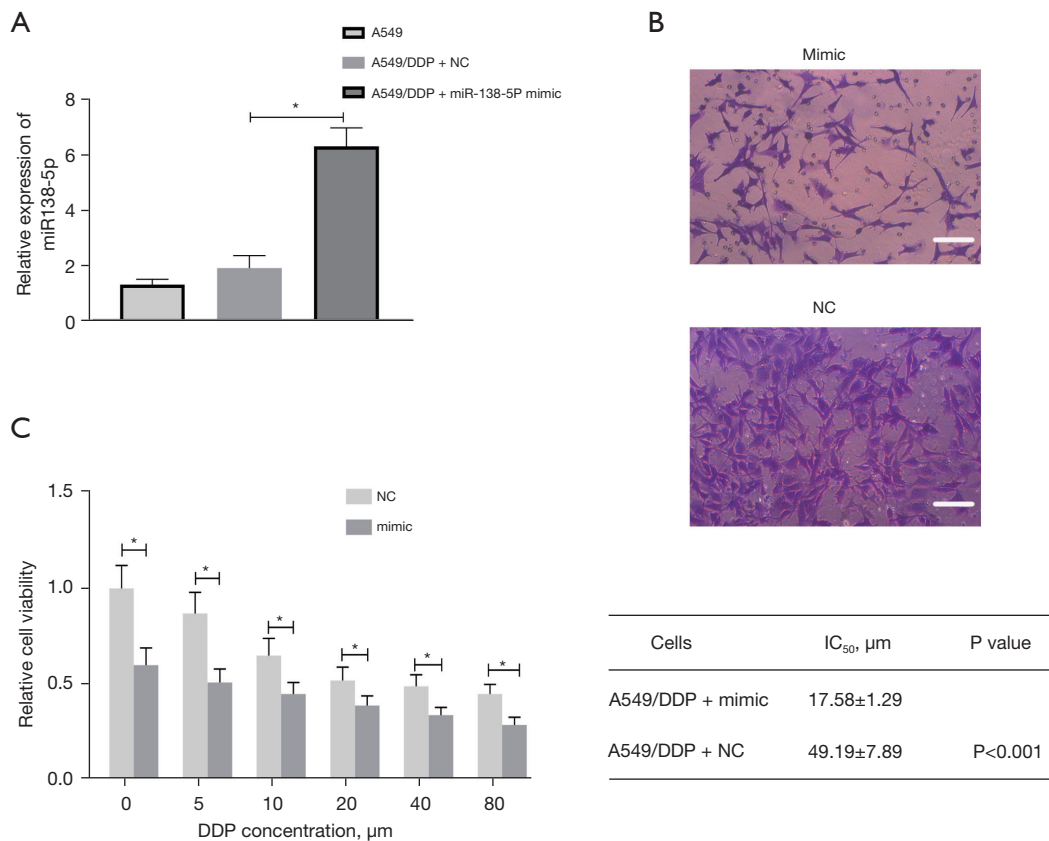 A
A549
A549/DDP + NC
A549/DDP + miR-138-5P mimic
*
8
6
4
2
0
Relative expression of
miR138-5p
B
Mimic
NC
C
NC
mimic
1.5
1.0
0.5
0.0
* * * * * *
Relative cell viability
0 5 10 20 40 80
DDP concentration, μm
Cells IC₅₀, μm P value
A549/DDP + mimic 17.58±1.29
A549/DDP + NC 49.19±7.89 P<0.001